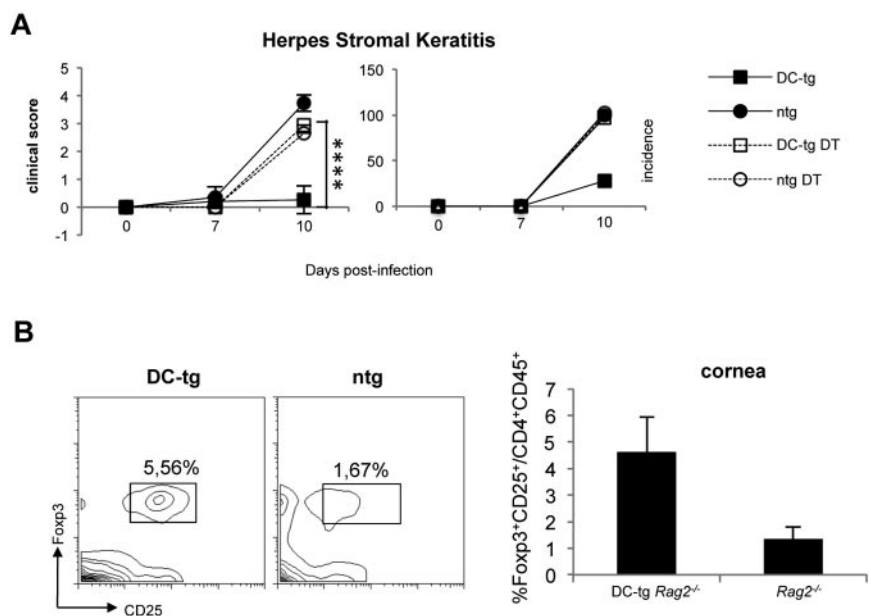 A
Herpes Stromal Keratitis
clinical score
5
4
3
2
1
0
-1
0 7 10
****
150
100
50
0
0 7 10
incidence
Days post-infection
DC-tg
ntg
DC-tg DT
ntg DT
B
DC-tg
5,56%
ntg
1,67%
Foxp3
CD25
cornea
%Foxp3⁺CD25⁺/CD4⁺CD45⁺
7
6
5
4
3
2
1
0
DC-tg Rag2⁻/⁻ Rag2⁻/⁻